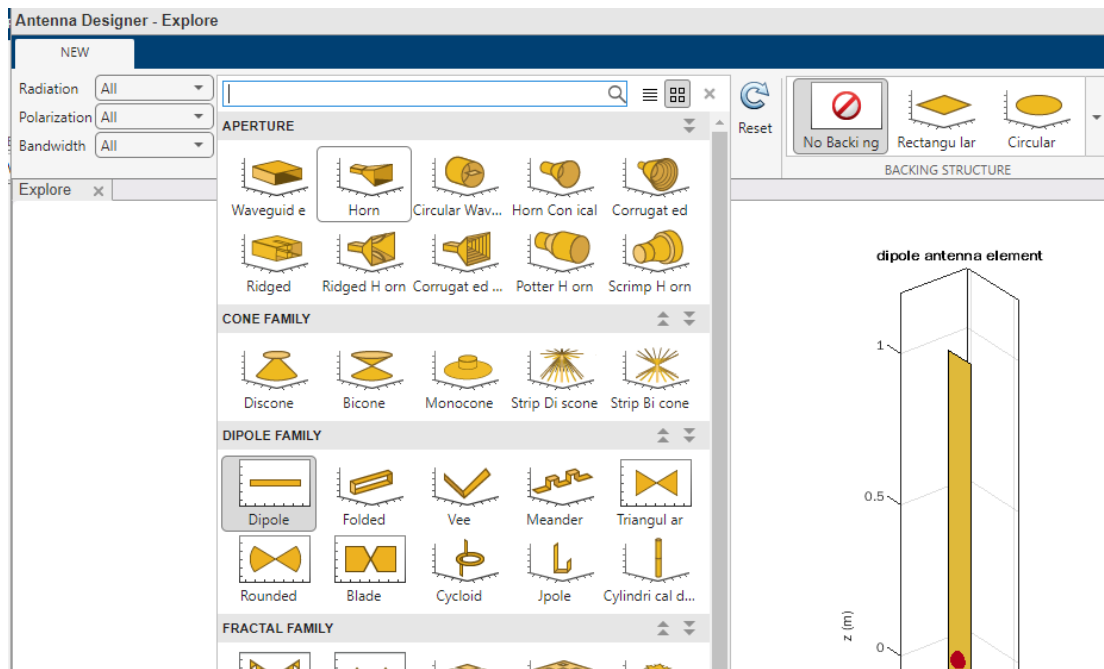 Antenna Designer - Explore
NEW
Radiation All
Polarization All
Bandwidth All
Reset
No Backi ng Rectangu lar Circular
BACKING STRUCTURE
Explore
APERTURE
Waveguid e Horn Circular Wav... Horn Con ical Corrugat ed
Ridged Ridged H orn Corrugat ed ... Potter H orn Scrimp H orn
CONE FAMILY
Discone Bicone Monocone Strip Di scone Strip Bi cone
DIPOLE FAMILY
Dipole Folded Vee Meander Triangul ar
Rounded Blade Cycloid Jpole Cylindri cal d...
FRACTAL FAMILY
dipole antenna element
1
0.5
0
z (m)